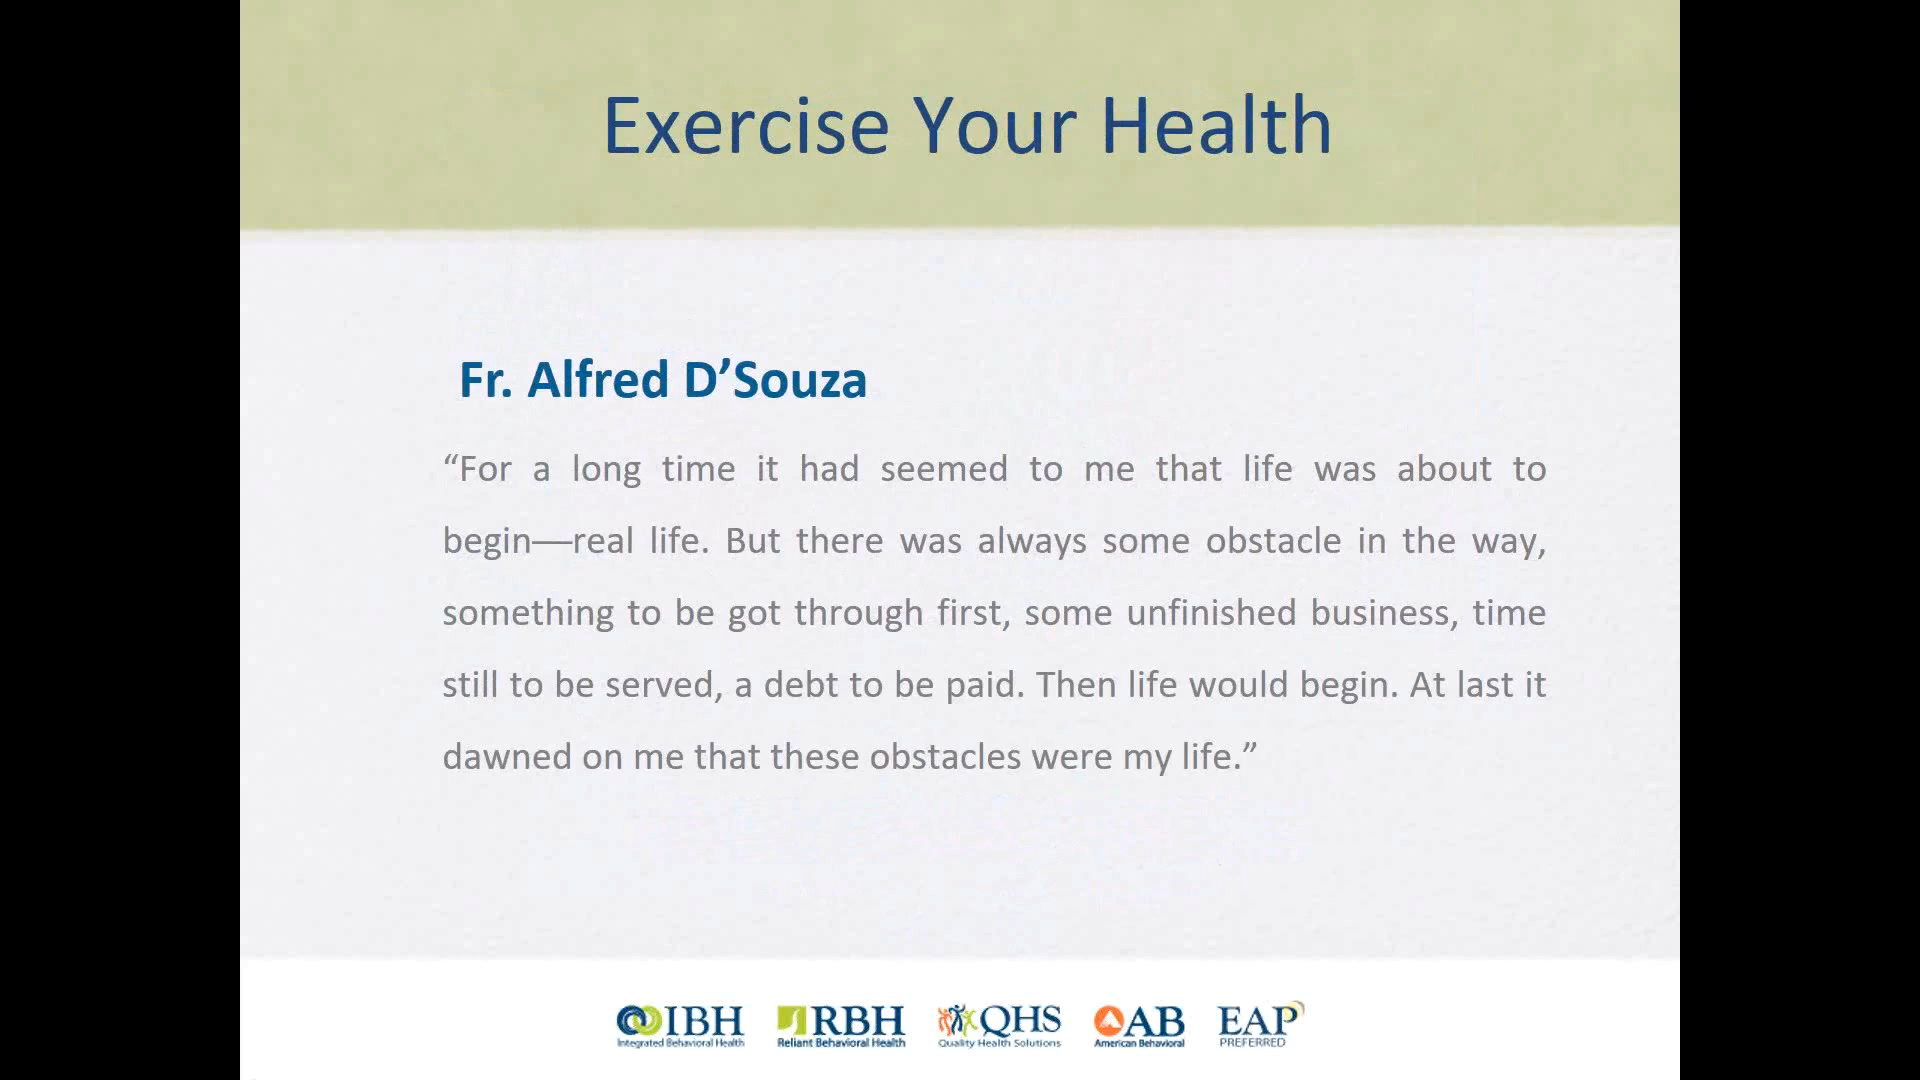 Exercise Your Health
Fr. Alfred D’Souza
“For a long time it had seemed to me that life was about to
begin—real life. But there was always some obstacle in the way,
something to be got through first, some unfinished business, time
still to be served, a debt to be paid. Then life would begin. At last it
dawned on me that these obstacles were my life.”
IBH RBH QHS AB EAP
Integrated Behavioral Health Reliant Behavioral Health Quality Health Solutions American Behavioral PREFERRED